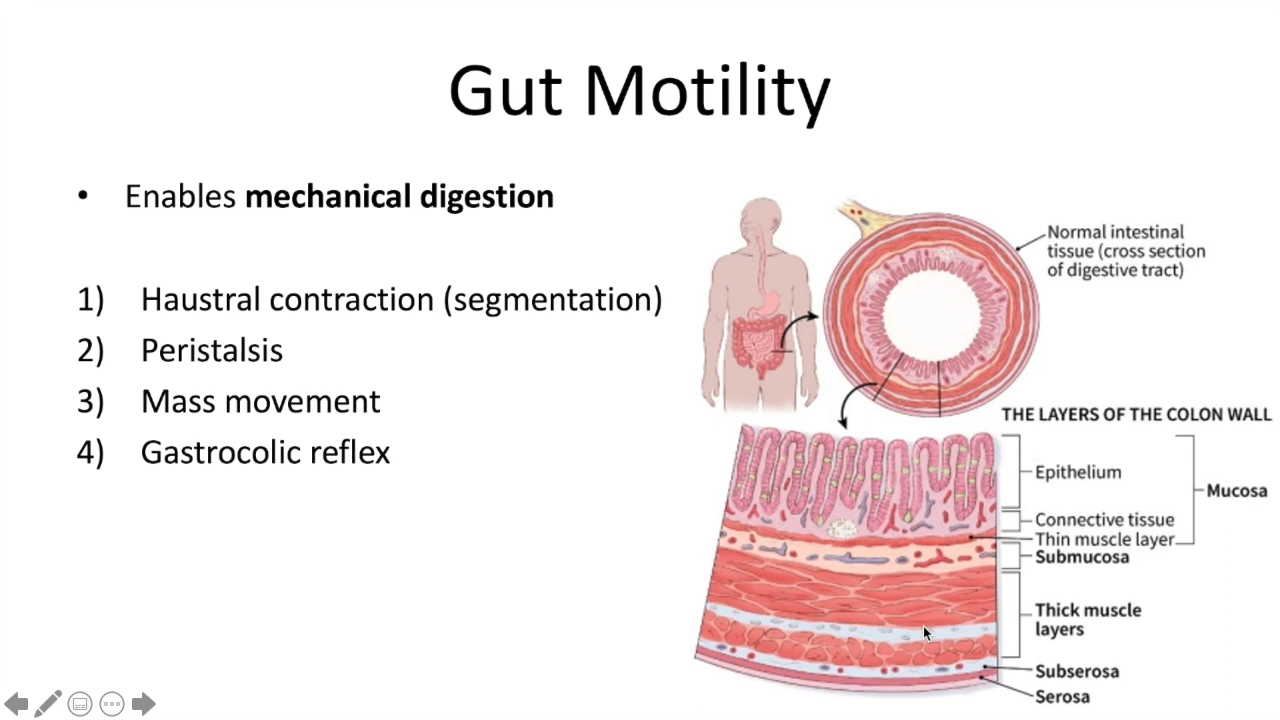 Gut Motility
• Enables mechanical digestion
1) Haustral contraction (segmentation)
2) Peristalsis
3) Mass movement
4) Gastrocolic reflex
Normal intestinal
tissue (cross section
of digestive tract)
THE LAYERS OF THE COLON WALL
Epithelium
Mucosa
Connective tissue
Thin muscle layer
Submucosa
Thick muscle
layers
Subserosa
Serosa